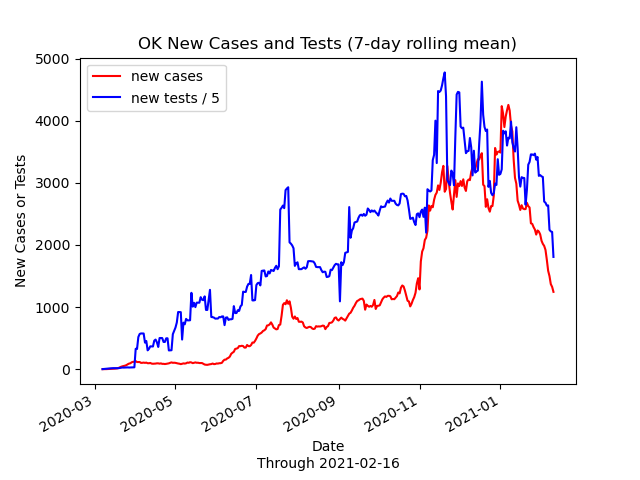 OK New Cases and Tests (7-day rolling mean)
new cases
new tests / 5
New Cases or Tests
5000
4000
3000
2000
1000
0
2020-03
2020-05
2020-07
2020-09
2020-11
2021-01
Date
Through 2021-02-16